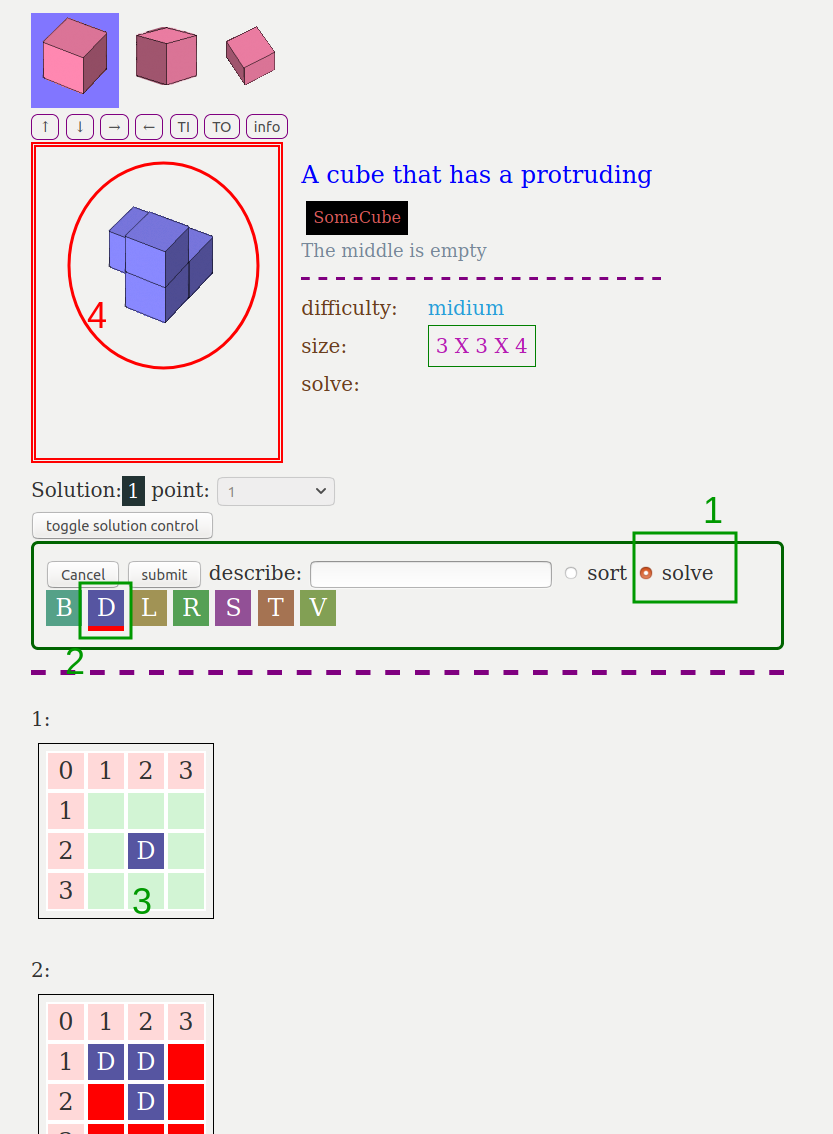 ↑ ↓ → ← TI TO info
A cube that has a protruding
SomaCube
The middle is empty
difficulty: midium
size: 3 X 3 X 4
solve:
4
Solution: 1 point: 1
toggle solution control
1
Cancel submit describe: sort solve
B D L R S T V
2
1:
0 1 2 3
1
2 D
3
3
2:
0 1 2 3
1 D D
2 D